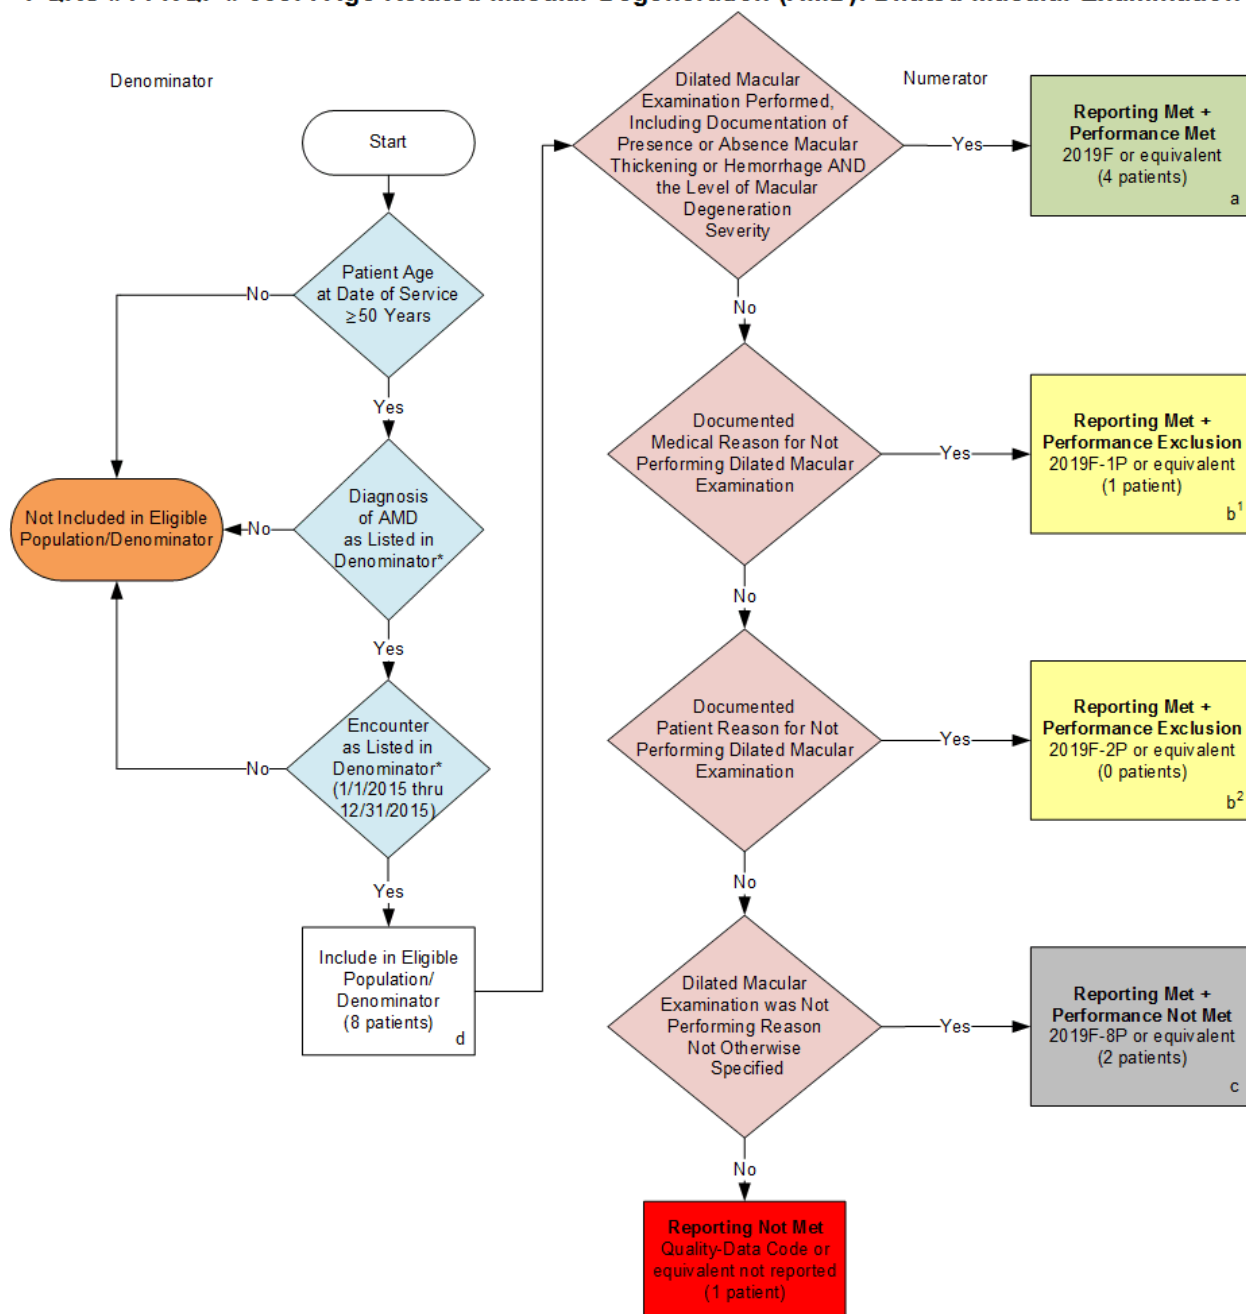 Age Related Macular Degeneration (AMD): Dilated Macular Examination
Denominator
Start
Patient Age
at Date of Service
≥50 Years
No
Yes
Diagnosis
of AMD
as Listed in
Denominator*
No
Not Included in Eligible
Population/Denominator
Yes
Encounter
as Listed in
Denominator*
(1/1/2015 thru
12/31/2015)
No
Yes
Include in Eligible
Population/
Denominator
(8 patients)
d
Numerator
Dilated Macular
Examination Performed,
Including Documentation of
Presence or Absence Macular
Thickening or Hemorrhage AND
the Level of Macular
Degeneration
Severity
Yes
Reporting Met +
Performance Met
2019F or equivalent
(4 patients)
a
No
Documented
Medical Reason for Not
Performing Dilated Macular
Examination
Yes
Reporting Met +
Performance Exclusion
2019F-1P or equivalent
(1 patient)
b¹
No
Documented
Patient Reason for Not
Performing Dilated Macular
Examination
Yes
Reporting Met +
Performance Exclusion
2019F-2P or equivalent
(0 patients)
b²
No
Dilated Macular
Examination was Not
Performing Reason
Not Otherwise
Specified
Yes
Reporting Met +
Performance Not Met
2019F-8P or equivalent
(2 patients)
c
No
Reporting Not Met
Quality-Data Code or
equivalent not reported
(1 patient)